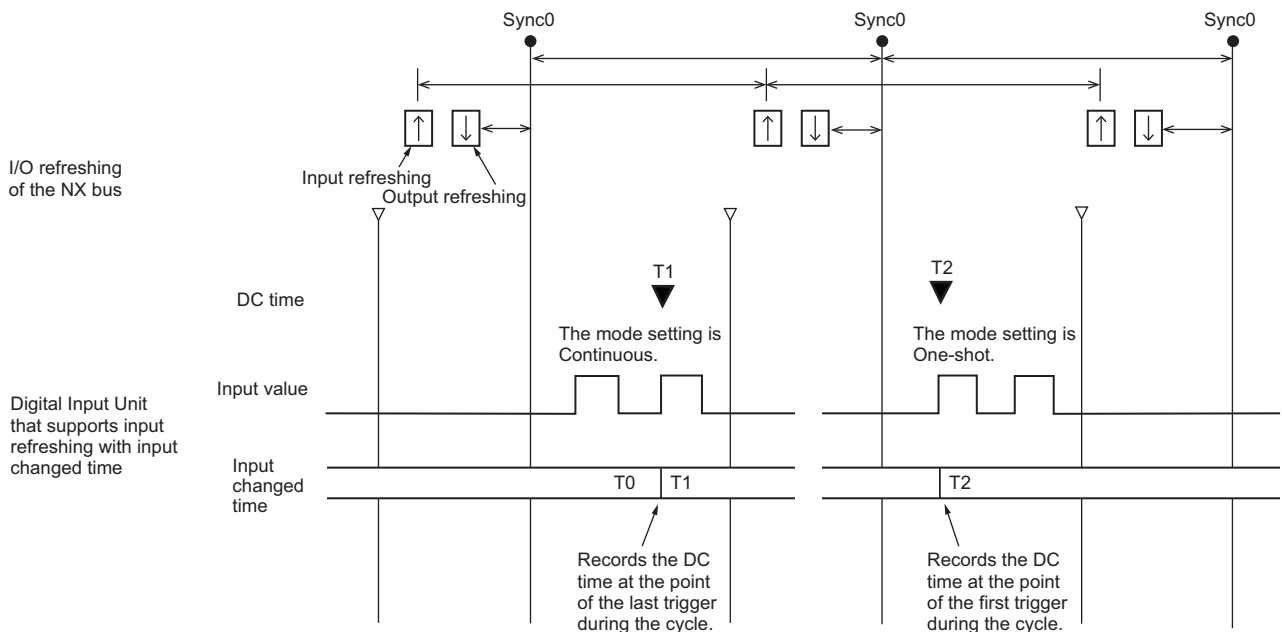 Sync0 Sync0 Sync0
I/O refreshing
of the NX bus
Input refreshing
Output refreshing
T1 T2
DC time
The mode setting is
Continuous.
The mode setting is
One-shot.
Input value
Digital Input Unit
that supports input
refreshing with input
changed time
Input
changed
time
T0 T1 T2
Records the DC
time at the point
of the last trigger
during the cycle.
Records the DC
time at the point
of the first trigger
during the cycle.